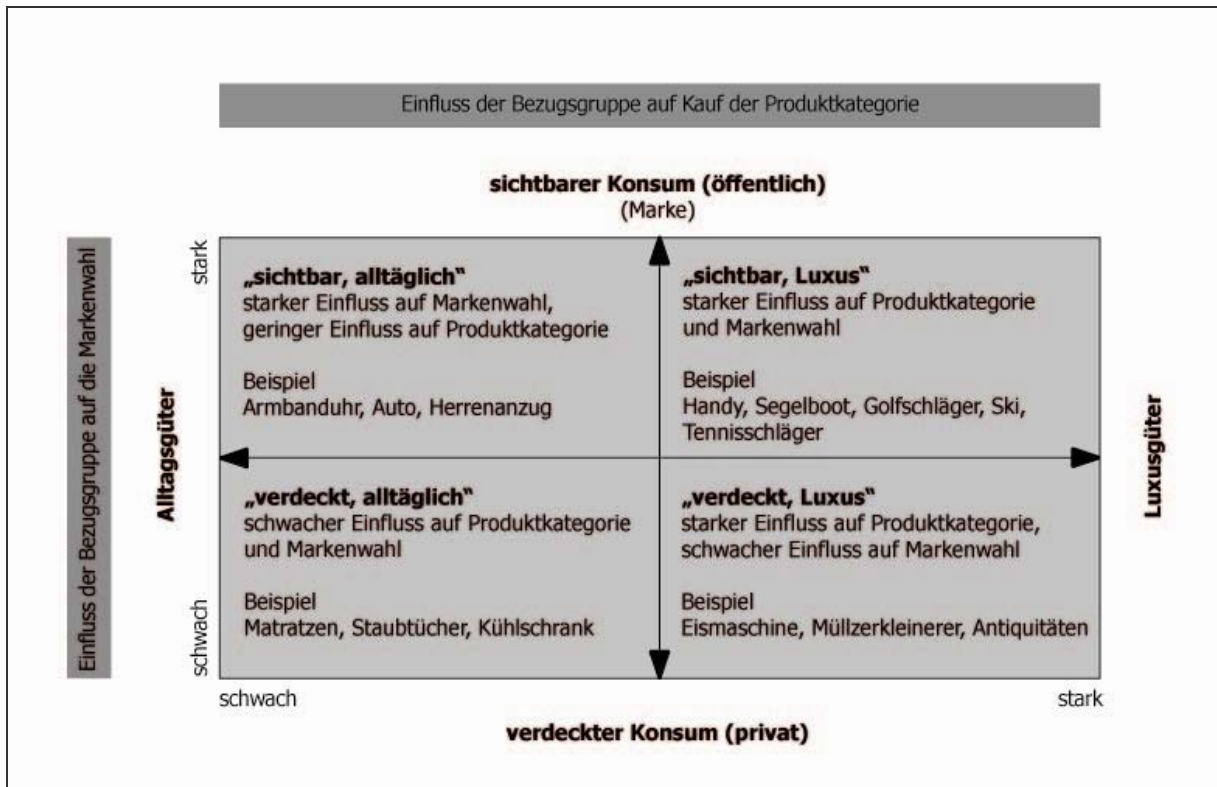 Einfluss der Bezugsgruppe auf Kauf der Produktkategorie
sichtbarer Konsum (öffentlich)
(Marke)
Einfluss der Bezugsgruppe auf die Markenwahl
stark
schwach
Alltagsgüter
„sichtbar, alltäglich“
starker Einfluss auf Markenwahl,
geringer Einfluss auf Produktkategorie
Beispiel
Armbanduhr, Auto, Herrenanzug
„sichtbar, Luxus“
starker Einfluss auf Produktkategorie
und Markenwahl
Beispiel
Handy, Segelboot, Golfschläger, Ski,
Tennisschläger
„verdeckt, alltäglich“
schwacher Einfluss auf Produktkategorie
und Markenwahl
Beispiel
Matratzen, Staubtücher, Kühlschrank
„verdeckt, Luxus“
starker Einfluss auf Produktkategorie,
schwacher Einfluss auf Markenwahl
Beispiel
Eismaschine, Müllzerkleinerer, Antiquitäten
Luxusgüter
schwach
stark
verdeckter Konsum (privat)